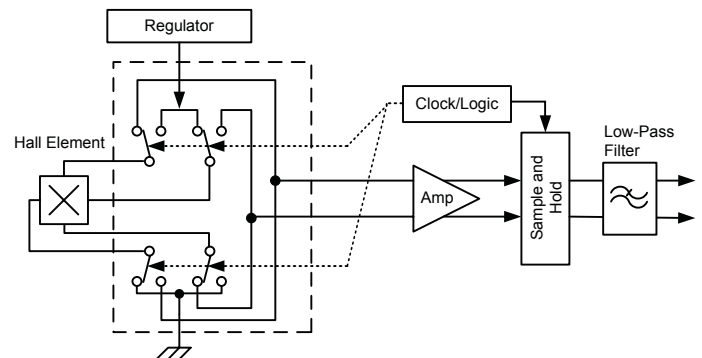 Regulator
Clock/Logic
Hall Element
Low-Pass
Filter
Amp
Sample and
Hold